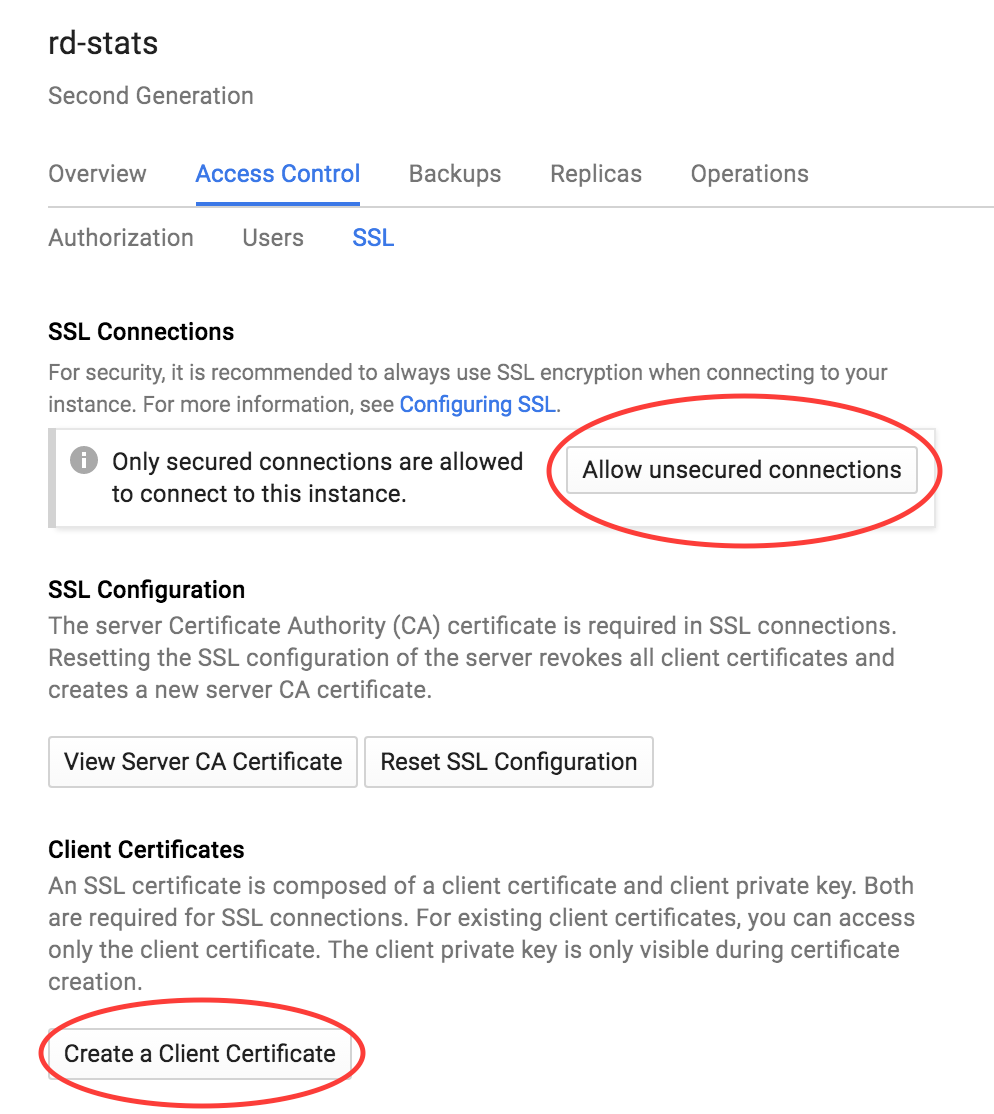 rd-stats
Second Generation
Overview Access Control Backups Replicas Operations
Authorization Users SSL
SSL Connections
For security, it is recommended to always use SSL encryption when connecting to your
instance. For more information, see Configuring SSL.
Only secured connections are allowed
to connect to this instance.
Allow unsecured connections
SSL Configuration
The server Certificate Authority (CA) certificate is required in SSL connections.
Resetting the SSL configuration of the server revokes all client certificates and
creates a new server CA certificate.
View Server CA Certificate Reset SSL Configuration
Client Certificates
An SSL certificate is composed of a client certificate and client private key. Both
are required for SSL connections. For existing client certificates, you can access
only the client certificate. The client private key is only visible during certificate
creation.
Create a Client Certificate